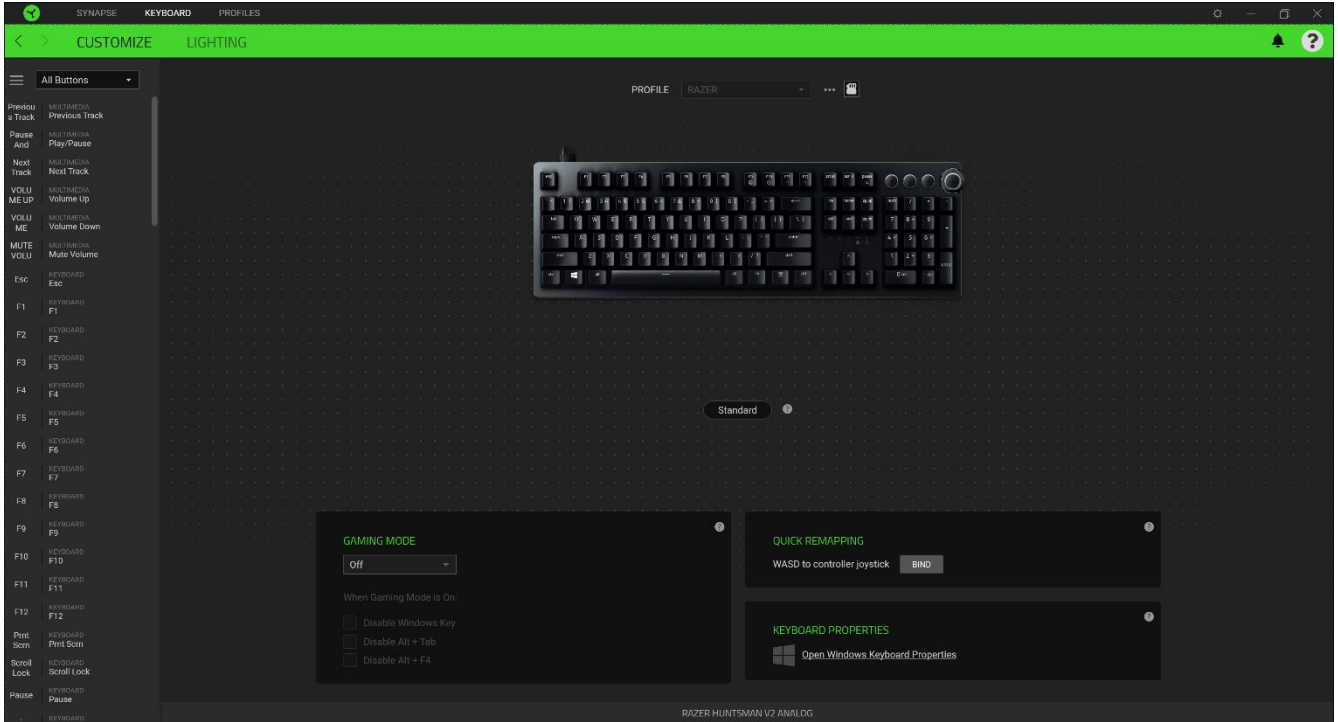 SYNAPSE KEYBOARD PROFILES
CUSTOMIZE LIGHTING
All Buttons
PROFILE RAZER
Previou
s Track
MULTIMEDIA
Previous Track
Pause
And
MULTIMEDIA
Play/Pause
Next
Track
MULTIMEDIA
Next Track
VOLU
ME UP
MULTIMEDIA
Volume Up
VOLU
ME
MULTIMEDIA
Volume Down
MUTE
VOLU
MULTIMEDIA
Mute Volume
Esc
KEYBOARD
Esc
F1
KEYBOARD
F1
F2
KEYBOARD
F2
F3
KEYBOARD
F3
F4
KEYBOARD
F4
F5
KEYBOARD
F5
F6
KEYBOARD
F6
F7
KEYBOARD
F7
F8
KEYBOARD
F8
F9
KEYBOARD
F9
F10
KEYBOARD
F10
F11
KEYBOARD
F11
F12
KEYBOARD
F12
Prnt
Scrn
KEYBOARD
Prnt Scrn
Scroll
Lock
KEYBOARD
Scroll Lock
Pause
KEYBOARD
Pause
KEYBOARD
Standard ?
GAMING MODE
Off
When Gaming Mode is On:
Disable Windows Key
Disable Alt + Tab
Disable Alt + F4
QUICK REMAPPING
WASD to controller joystick BIND
KEYBOARD PROPERTIES
Open Windows Keyboard Properties
RAZER HUNTSMAN V2 ANALOG